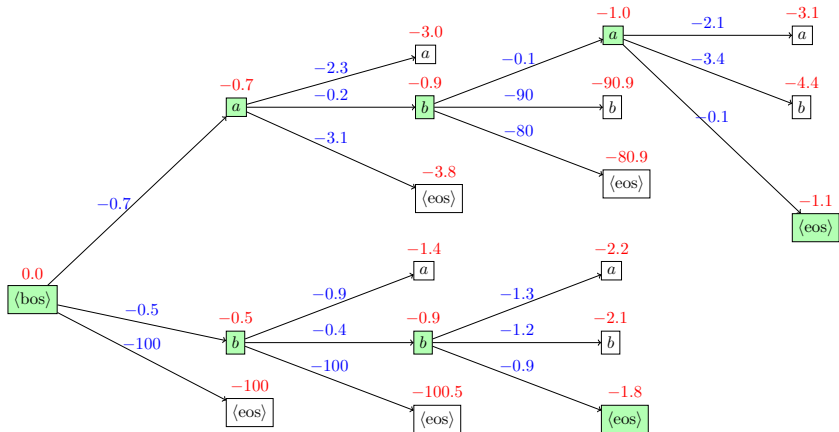 −3.0
−1.0
−2.1
−3.1
a
a
a
−0.7
−2.3
−0.9
−0.1
−3.4
a
−0.2
b
−90
−90.9
b
−4.4
b
−3.1
−80
−0.1
−3.8
⟨eos⟩
−80.9
⟨eos⟩
−0.7
−1.1
⟨eos⟩
0.0
⟨bos⟩
−0.5
−100
−0.5
b
−0.9
−1.4
a
−0.4
−0.9
b
−1.3
−2.2
a
−1.2
−2.1
b
−100
−0.9
−100
⟨eos⟩
−100.5
⟨eos⟩
−1.8
⟨eos⟩